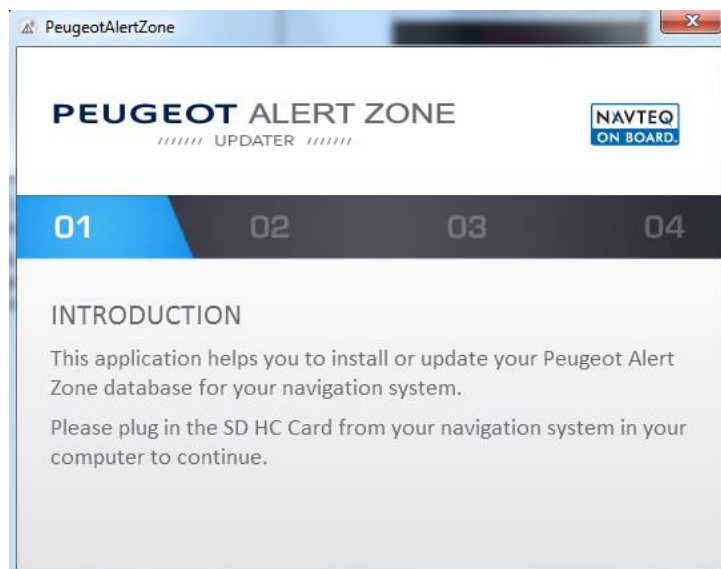 PeugeotAlertZone
PEUGEOT ALERT ZONE
/////// UPDATER ///////
NAVTEQ
ON BOARD.
01 02 03 04
INTRODUCTION
This application helps you to install or update your Peugeot Alert
Zone database for your navigation system.
Please plug in the SD HC Card from your navigation system in your
computer to continue.